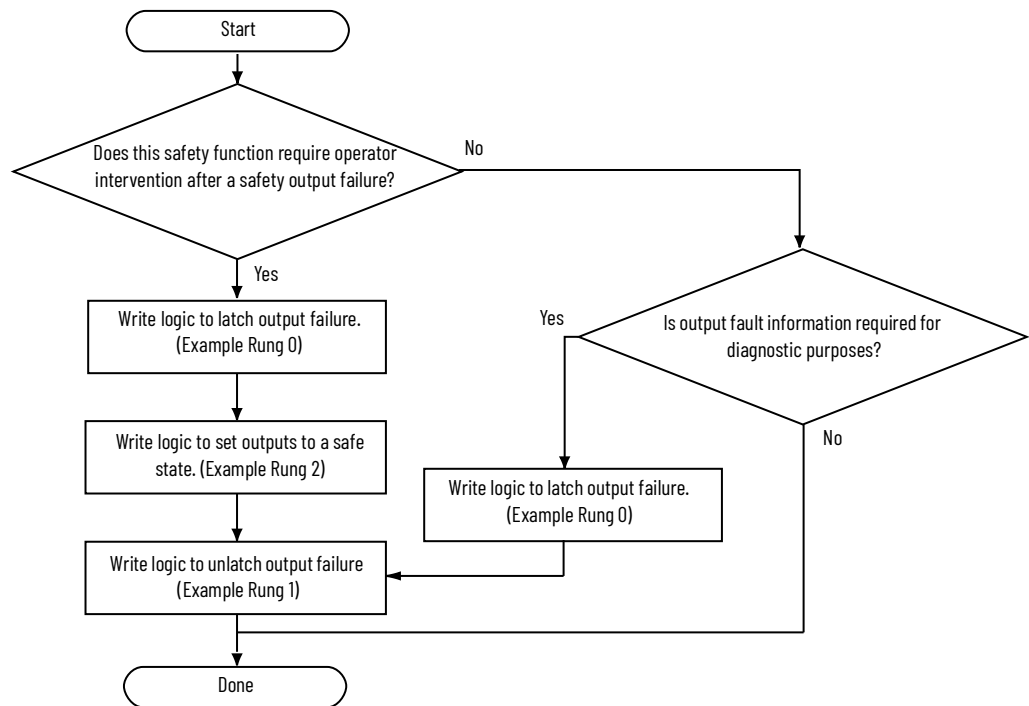 Start
Does this safety function require operator
intervention after a safety output failure?
No
Yes
Write logic to latch output failure.
(Example Rung 0)
Write logic to set outputs to a safe
state. (Example Rung 2)
Write logic to unlatch output failure
(Example Rung 1)
Is output fault information required for
diagnostic purposes?
Yes
No
Write logic to latch output failure.
(Example Rung 0)
Done